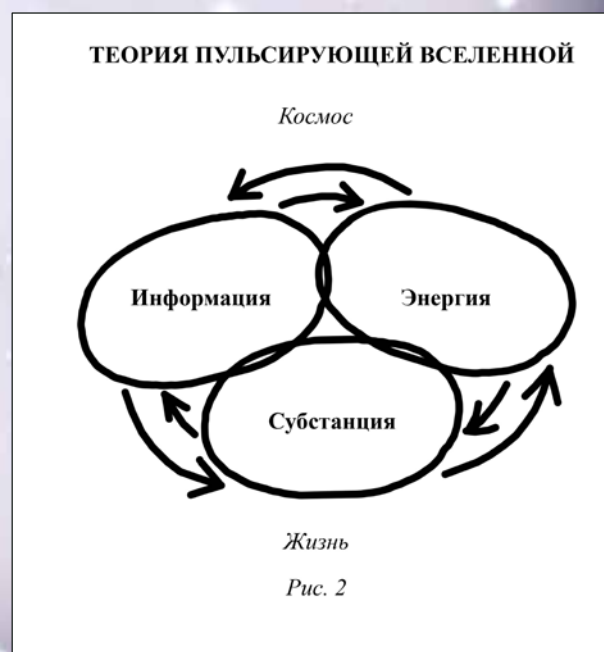 ТЕОРИЯ ПУЛЬСИРУЮЩЕЙ ВСЕЛЕННОЙ
Космос
Информация
Энергия
Субстанция
Жизнь
Рис. 2